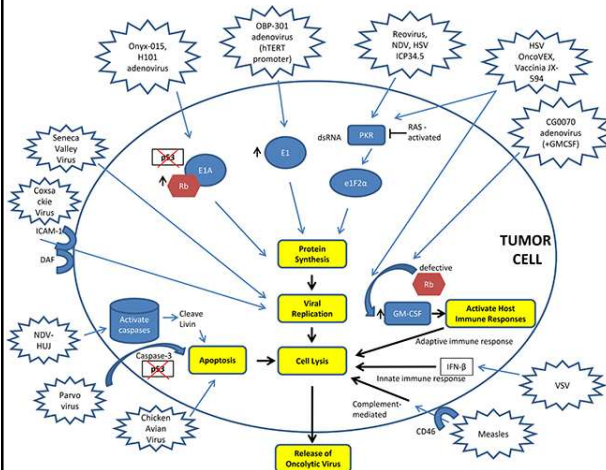 Onyx-015,
H101
adenovirus
OBP-301
adenovirus
(hTERT
promoter)
Reovirus,
NDV, HSV
ICP34.5
HSV
OncoVEX,
Vaccinia JX-
594
CG0070
adenovirus
(+GMCSF)
Seneca
Valley
Virus
Coxsa
ckie
Virus
ICAM-1
DAF
NDV-
HUJ
Parvo
virus
Chicken
Avian
Virus
p53
E1A
Rb
E1
dsRNA
PKR
RAS -
activated
e1F2α
Protein
Synthesis
TUMOR
CELL
defective
Rb
Viral
Replication
GM-CSF
Activate Host
Immune Responses
Activate
caspases
Cleave
Livin
Adaptive immune response
Caspase-3
p53
Apoptosis
Cell Lysis
IFN-β
Innate immune response
VSV
Complement-
mediated
CD46
Measles
Release of
Oncolytic Virus